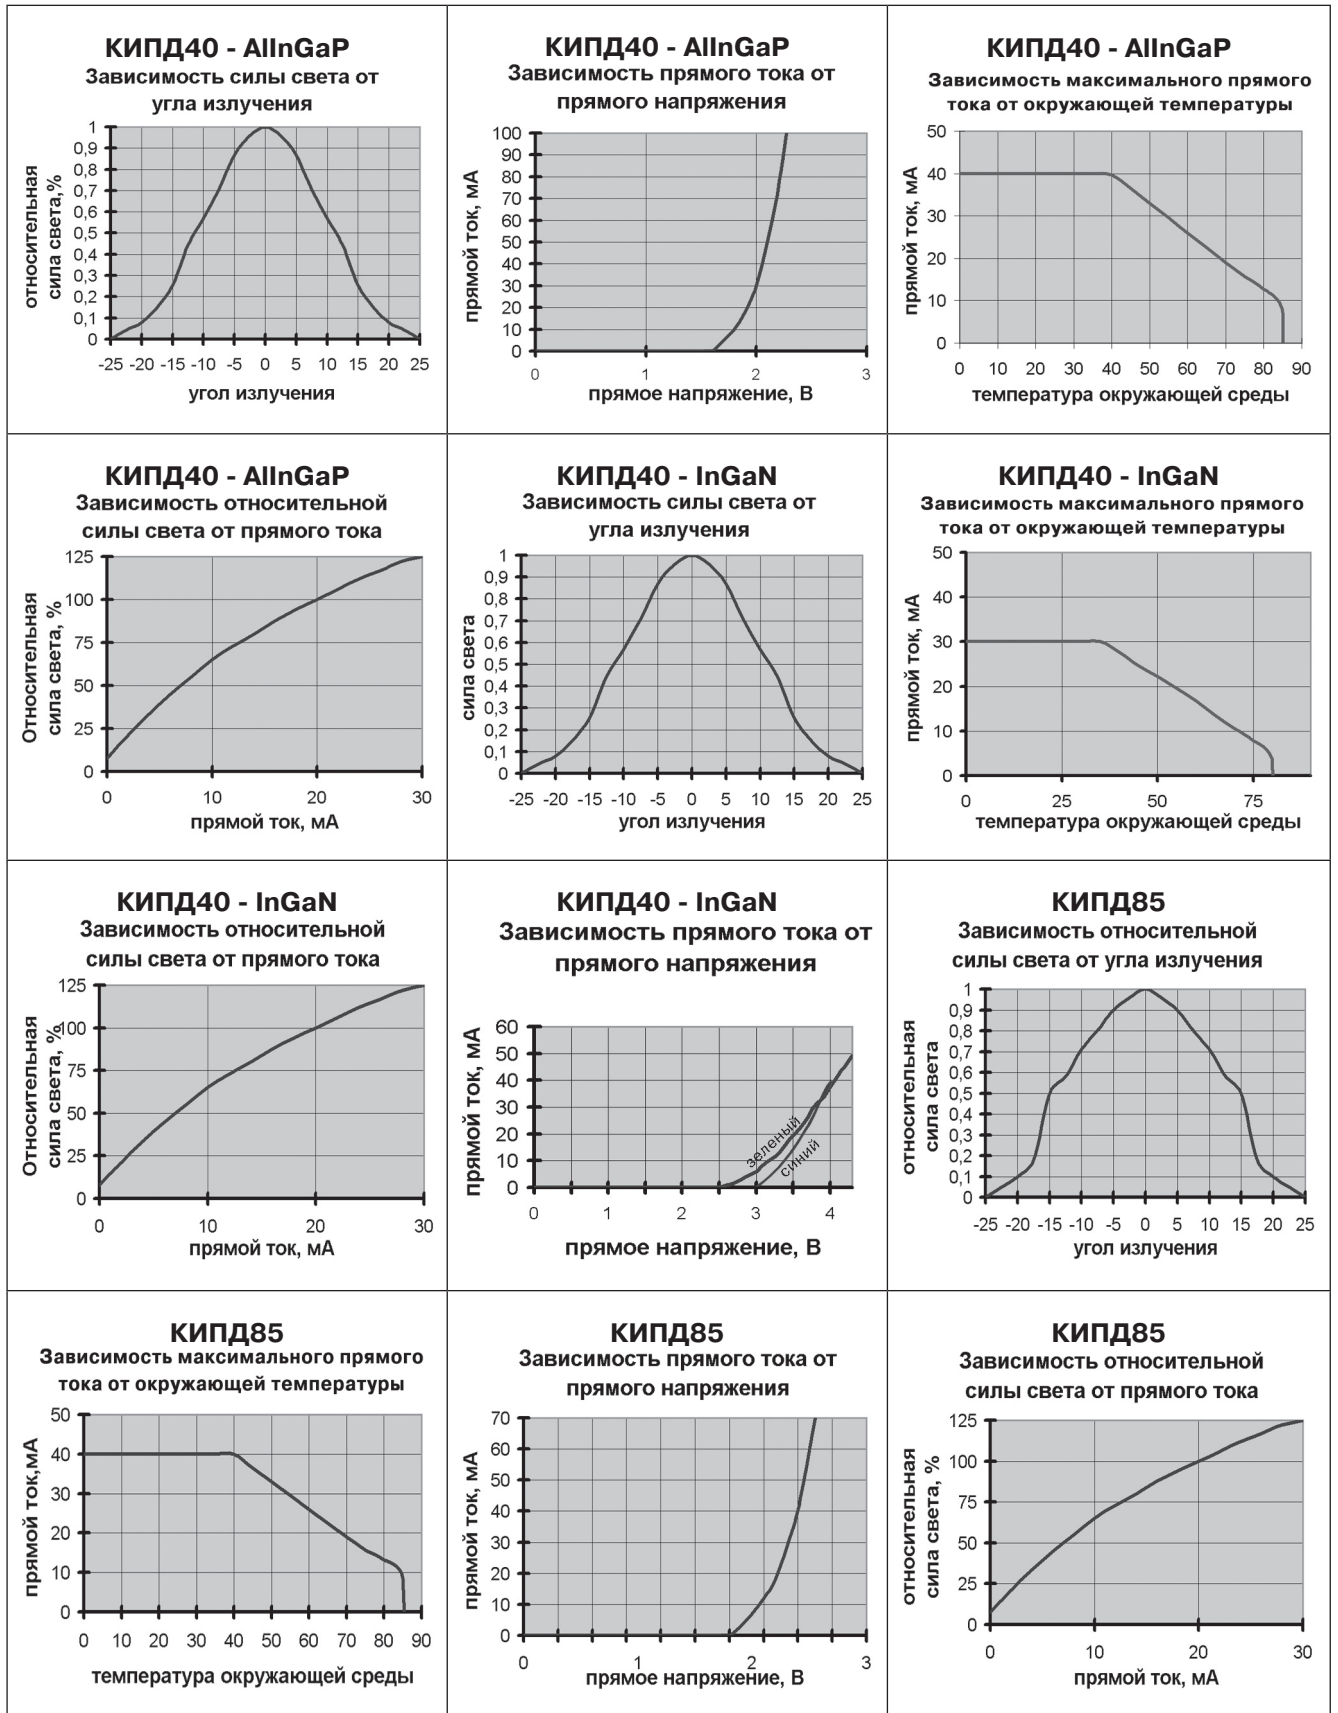 КИПД40 - AlInGaP
Зависимость силы света от
угла излучения
относительная
сила света,%
1
0,9
0,8
0,7
0,6
0,5
0,4
0,3
0,2
0,1
0
-25 -20 -15 -10 -5 0 5 10 15 20 25
угол излучения
КИПД40 - AlInGaP
Зависимость прямого тока от
прямого напряжения
прямой ток, мА
100
90
80
70
60
50
40
30
20
10
0
0 1 2 3
прямое напряжение, В
КИПД40 - AlInGaP
Зависимость максимального прямого
тока от окружающей температуры
прямой ток, мА
50
40
30
20
10
0
0 10 20 30 40 50 60 70 80 90
температура окружающей среды
КИПД40 - AlInGaP
Зависимость относительной
силы света от прямого тока
Относительная
сила света, %
125
100
75
50
25
0
0 10 20 30
прямой ток, мА
КИПД40 - InGaN
Зависимость силы света от
угла излучения
сила света
1
0,9
0,8
0,7
0,6
0,5
0,4
0,3
0,2
0,1
0
-25 -20 -15 -10 -5 0 5 10 15 20 25
угол излучения
КИПД40 - InGaN
Зависимость максимального прямого
тока от окружающей температуры
прямой ток, мА
50
40
30
20
10
0
0 25 50 75
температура окружающей среды
КИПД40 - InGaN
Зависимость относительной
силы света от прямого тока
Относительная
сила света, %
125
100
75
50
25
0
0 10 20 30
прямой ток, мА
КИПД40 - InGaN
Зависимость прямого тока от
прямого напряжения
прямой ток, мА
60
50
40
30
20
10
0
зеленый
синий
0 1 2 3 4
прямое напряжение, В
КИПД85
Зависимость относительной
силы света от угла излучения
относительная
сила света
1
0,9
0,8
0,7
0,6
0,5
0,4
0,3
0,2
0,1
0
-25 -20 -15 -10 -5 0 5 10 15 20 25
угол излучения
КИПД85
Зависимость максимального прямого
тока от окружающей температуры
прямой ток,мА
50
40
30
20
10
0
0 10 20 30 40 50 60 70 80 90
температура окружающей среды
КИПД85
Зависимость прямого тока от
прямого напряжения
прямой ток, мА
70
60
50
40
30
20
10
0
0 1 2 3
прямое напряжение, В
КИПД85
Зависимость относительной
силы света от прямого тока
относительная
сила света, %
125
100
75
50
25
0
0 10 20 30
прямой ток, мА